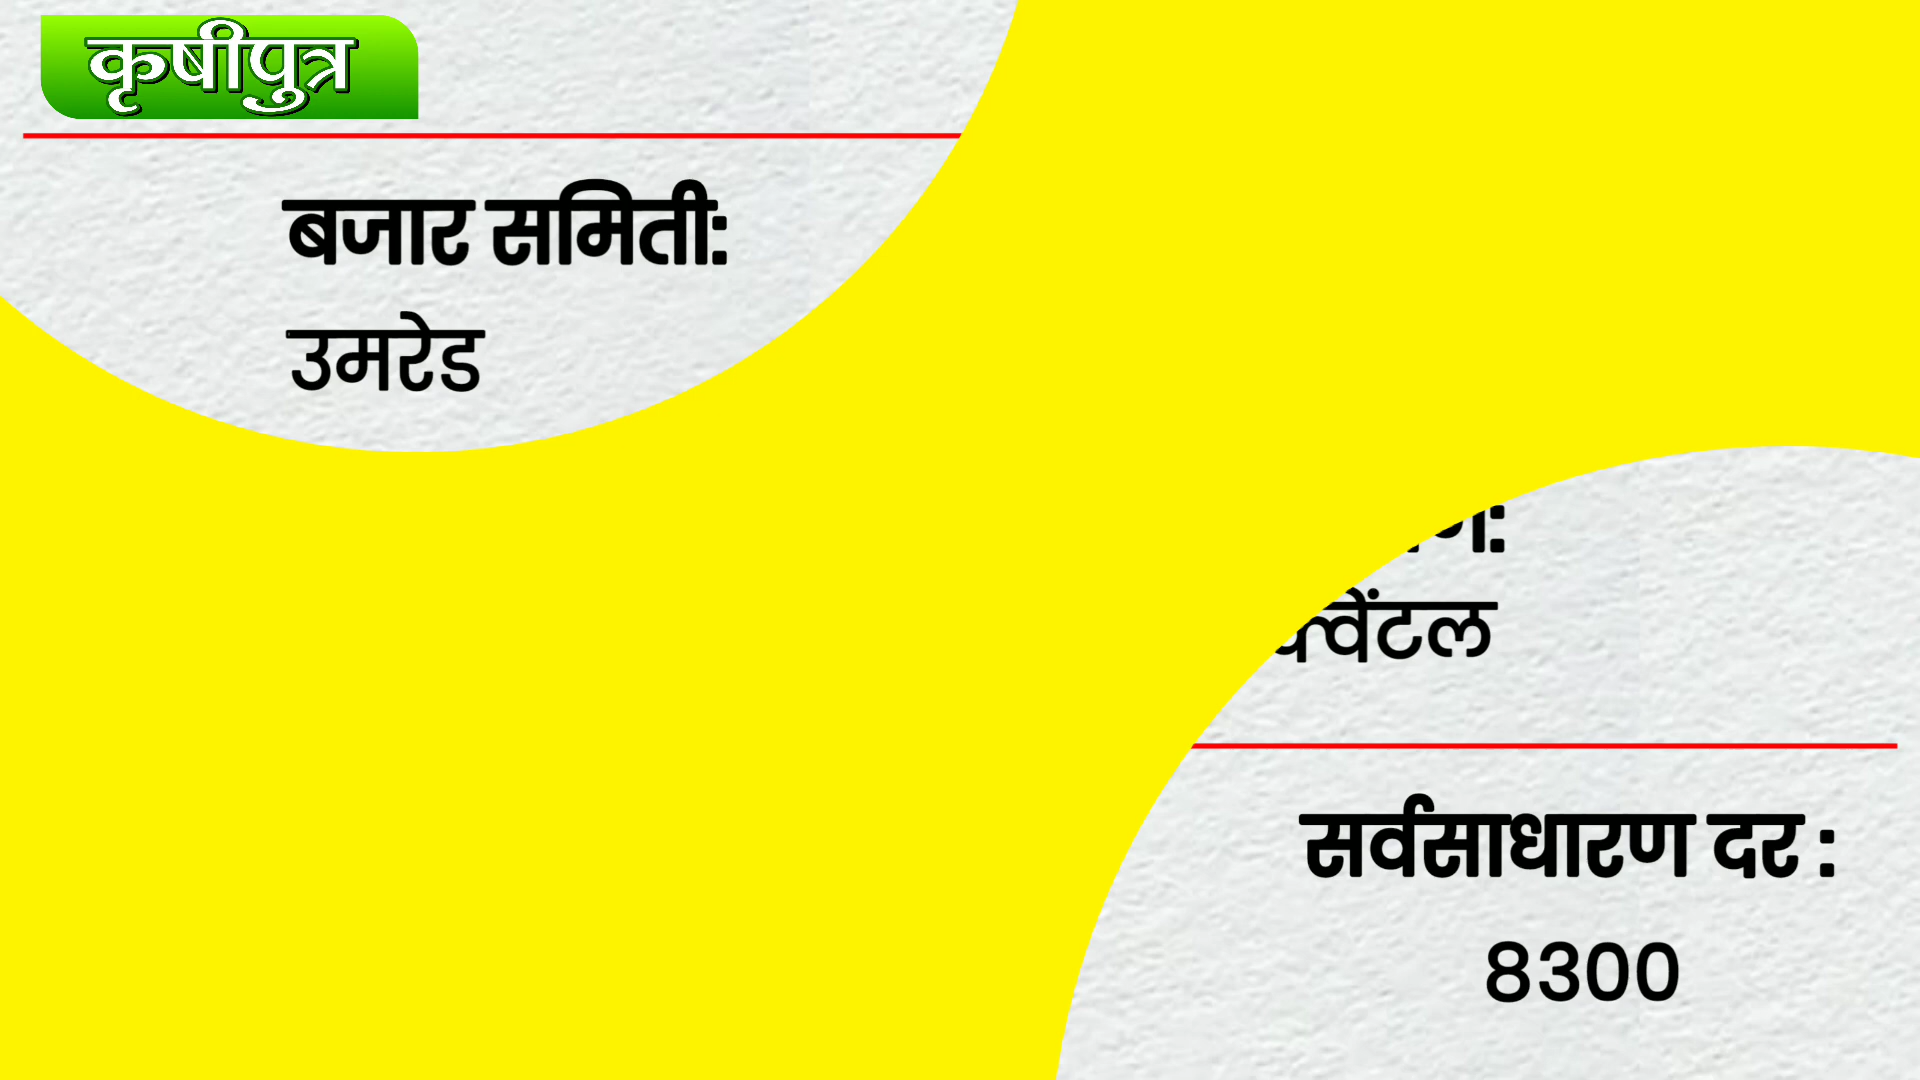 कृषीपुत्र
बजार समिती:
उमरेड
क्वेंटल
सर्वसाधारण दर :
8300